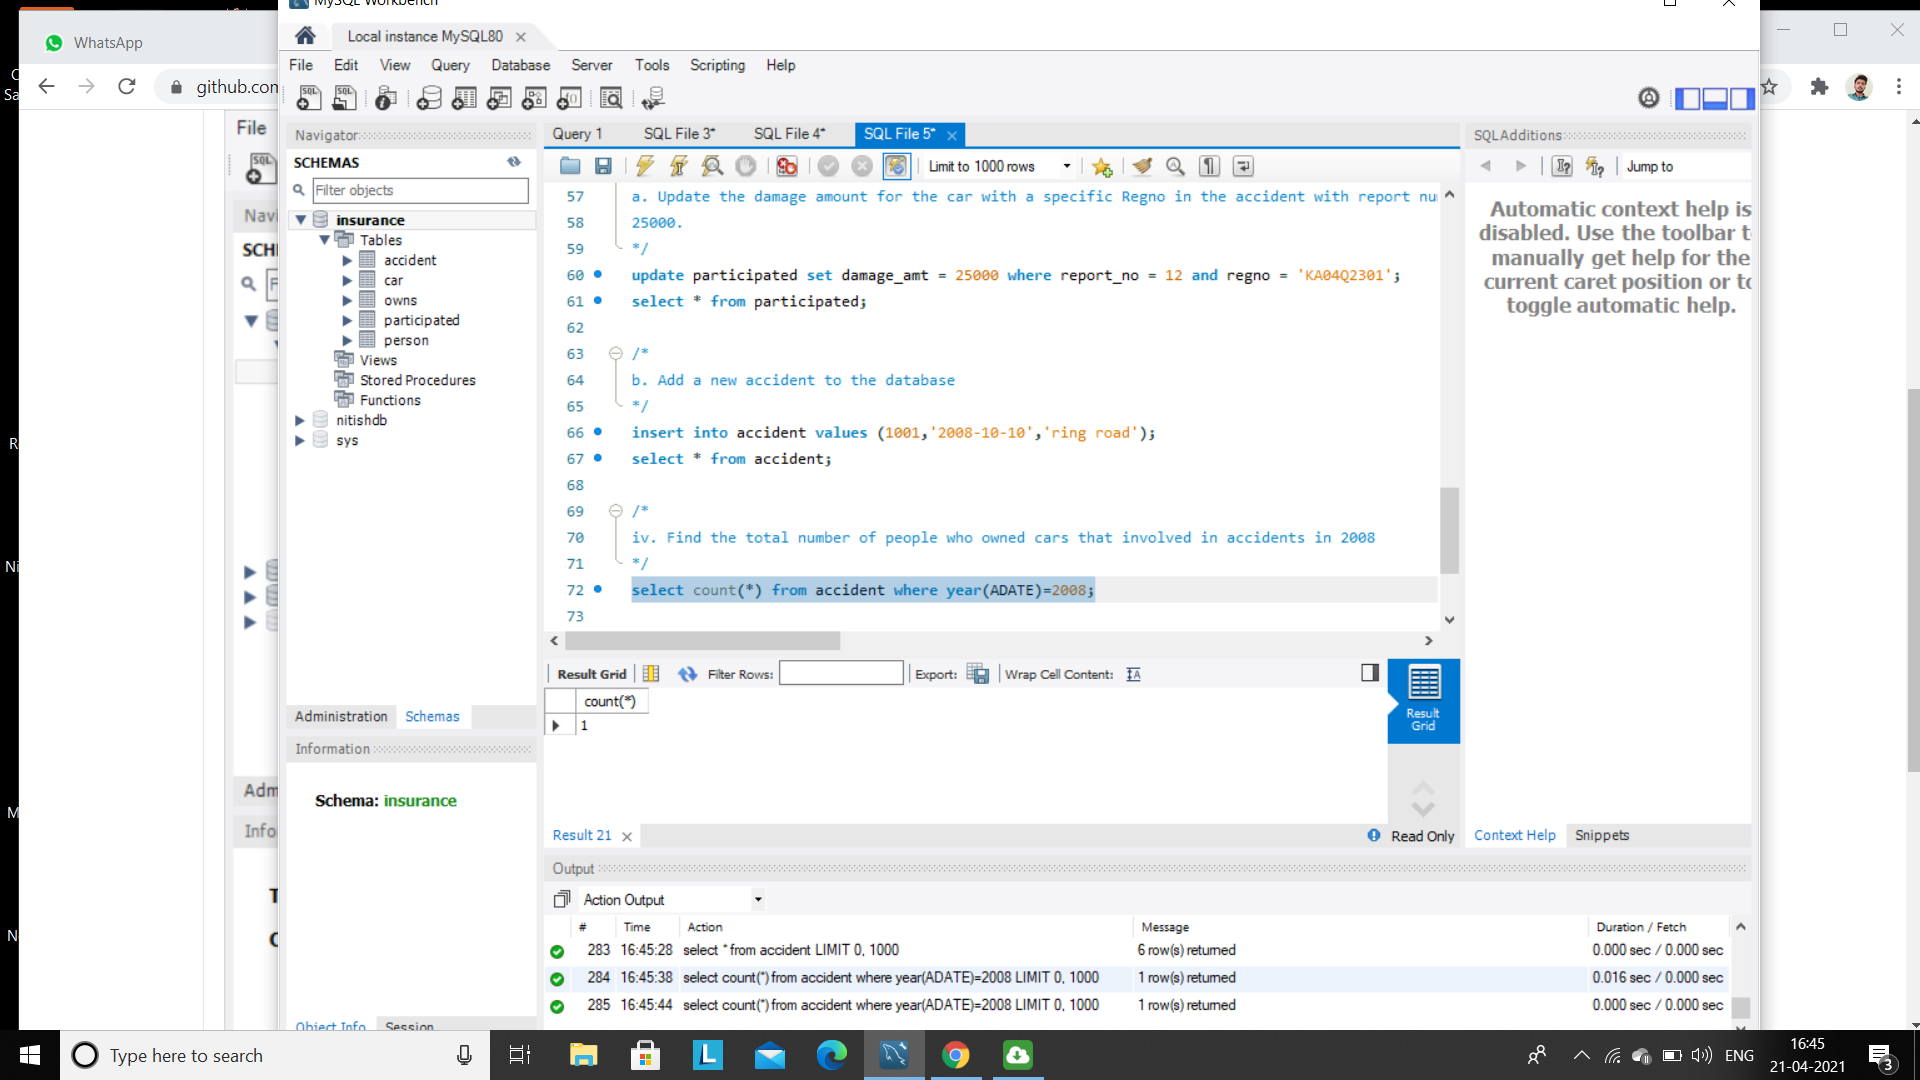 MySQL Workbench
WhatsApp
Local instance MySQL80
github.com
File Edit View Query Database Server Tools Scripting Help
File
Navigator
SCHEMAS
Filter objects
insurance
Tables
accident
car
owns
participated
person
Views
Stored Procedures
Functions
nitishdb
sys
Administration Schemas
Information
Schema: insurance
Object Info Session
Query 1 SQL File 3* SQL File 4* SQL File 5*
Limit to 1000 rows
57 a. Update the damage amount for the car with a specific Regno in the accident with report nu
58 25000.
59 */
60 update participated set damage_amt = 25000 where report_no = 12 and regno = 'KA04Q2301';
61 select * from participated;
62
63 /*
64 b. Add a new accident to the database
65 */
66 insert into accident values (1001,'2008-10-10','ring road');
67 select * from accident;
68
69 /*
70 iv. Find the total number of people who owned cars that involved in accidents in 2008
71 */
72 select count(*) from accident where year(ADATE)=2008;
73
Result Grid Filter Rows: Export: Wrap Cell Content:
count(*)
1
Result Grid
Result 21 Read Only
SQLAdditions
Jump to
Automatic context help is
disabled. Use the toolbar t
manually get help for the
current caret position or to
toggle automatic help.
Context Help Snippets
Output
Action Output
# Time Action Message Duration / Fetch
283 16:45:28 select * from accident LIMIT 0, 1000 6 row(s) returned 0.000 sec / 0.000 sec
284 16:45:38 select count(*) from accident where year(ADATE)=2008 LIMIT 0, 1000 1 row(s) returned 0.016 sec / 0.000 sec
285 16:45:44 select count(*) from accident where year(ADATE)=2008 LIMIT 0, 1000 1 row(s) returned 0.000 sec / 0.000 sec
Navi
SCHE
Adm
Info
Type here to search
ENG
16:45
21-04-2021
3